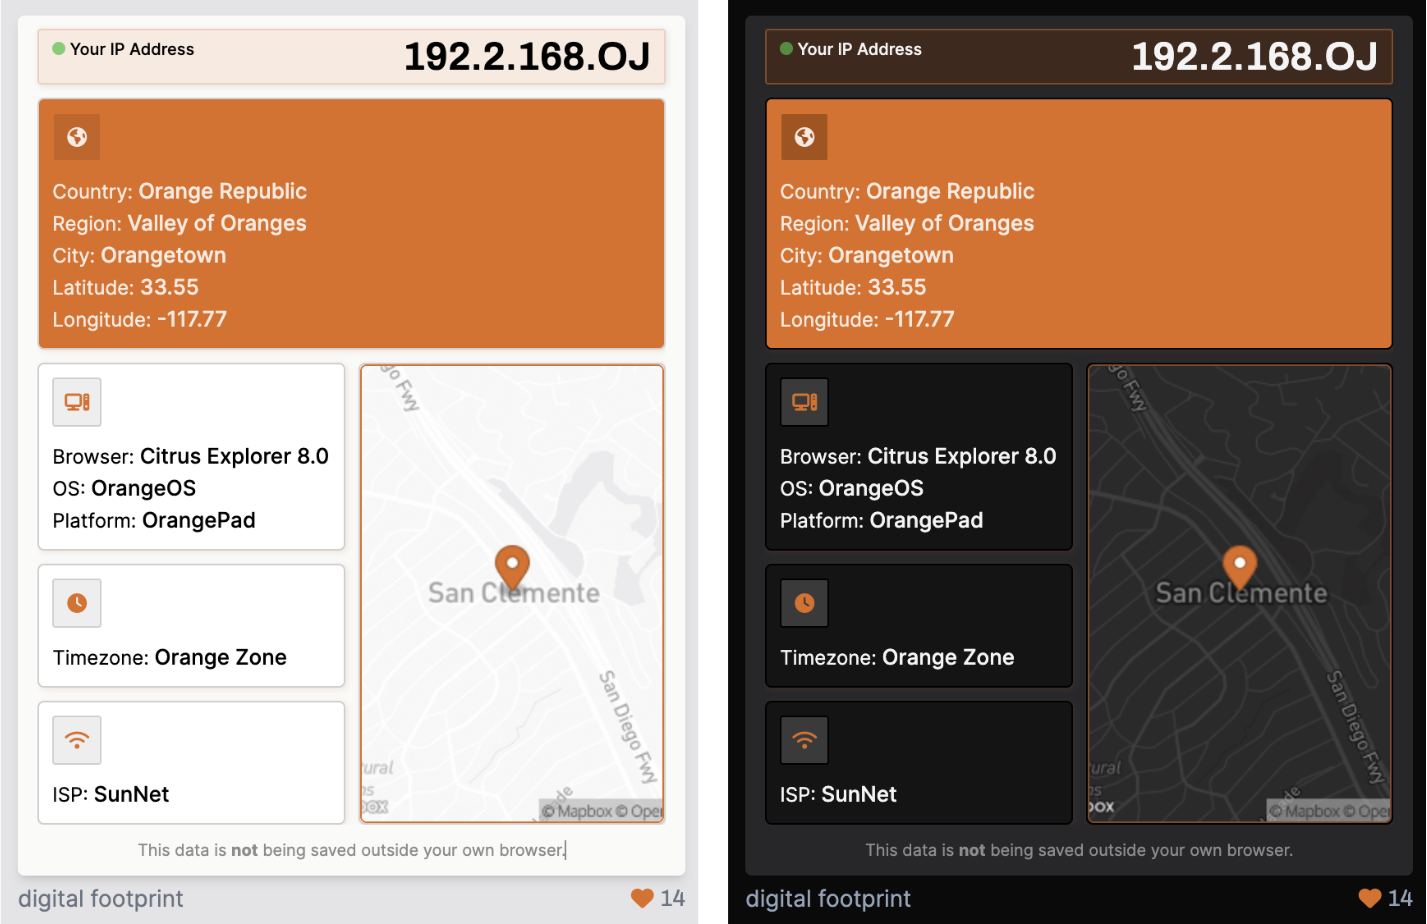 Your IP Address
192.2.168.OJ
Country: Orange Republic
Region: Valley of Oranges
City: Orangetown
Latitude: 33.55
Longitude: -117.77
Browser: Citrus Explorer 8.0
OS: OrangeOS
Platform: OrangePad
Timezone: Orange Zone
ISP: SunNet
go Fwy
San Clemente
San Diego Fwy
ural
© Mapbox © Oper
This data is not being saved outside your own browser.
digital footprint
14
Your IP Address
192.2.168.OJ
Country: Orange Republic
Region: Valley of Oranges
City: Orangetown
Latitude: 33.55
Longitude: -117.77
Browser: Citrus Explorer 8.0
OS: OrangeOS
Platform: OrangePad
Timezone: Orange Zone
ISP: SunNet
go Fwy
San Clemente
San Diego Fwy
ural
© Mapbox © Oper
This data is not being saved outside your own browser.
digital footprint
14